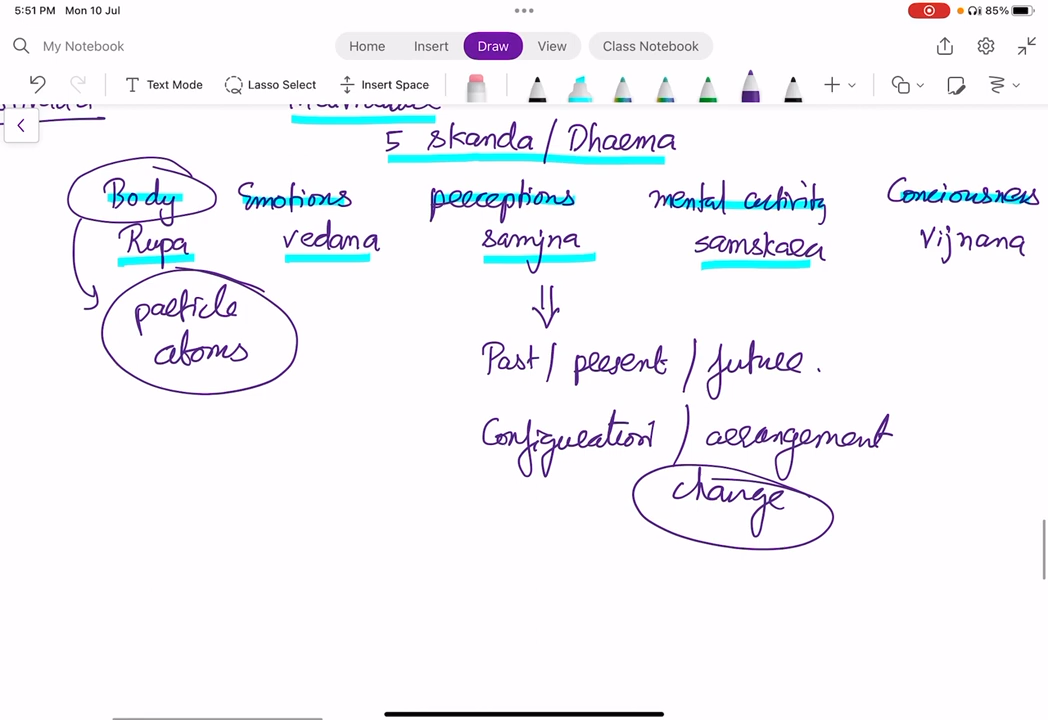 5:51 PM Mon 10 Jul
85%
My Notebook
Home Insert Draw View Class Notebook
Text Mode Lasso Select Insert Space
5 skanda / Dharma
Body Emotions perceptions mental activity Conciousness
Rupa vedana samjna samskara Vijnana
particle
atoms
Past / present / future.
Configuration / arrangement
change